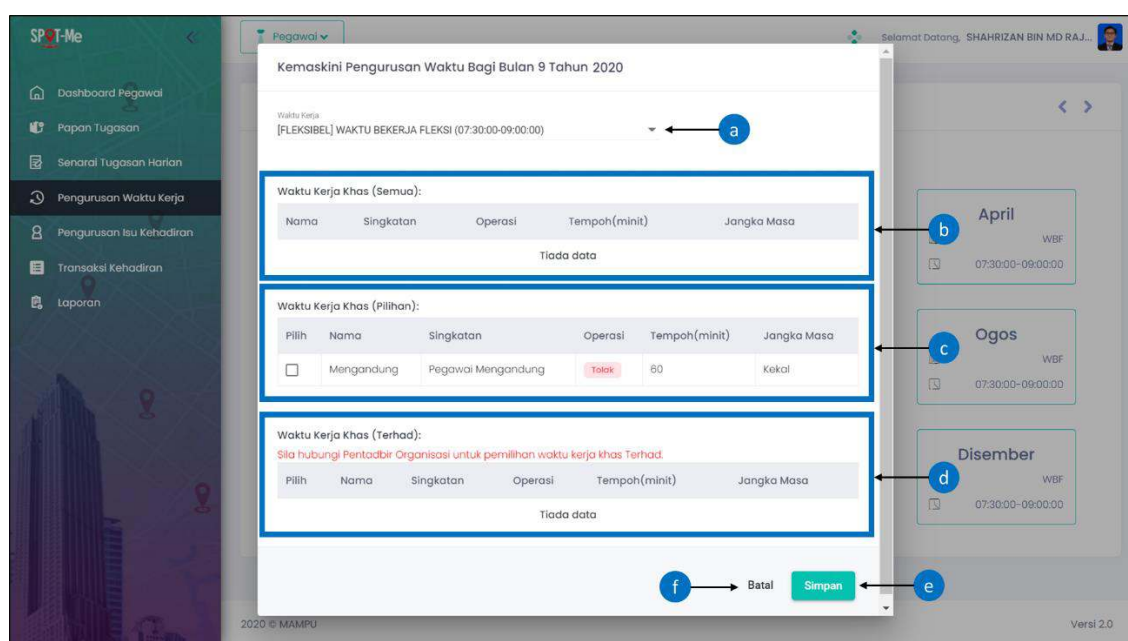 SPOT-Me
Pegawai
Selamat Datang, SHAHRIZAN BIN MD RAJ...
Dashboard Pegawai
Papan Tugasan
Senarai Tugasan Harian
Pengurusan Waktu Kerja
Pengurusan Isu Kehadiran
Transaksi Kehadiran
Laporan
Kemaskini Pengurusan Waktu Bagi Bulan 9 Tahun 2020
Waktu Kerja
[FLEKSIBEL] WAKTU BEKERJA FLEKSI (07:30:00-09:00:00)
a
Waktu Kerja Khas (Semua):
Nama Singkatan Operasi Tempoh(minit) Jangka Masa
Tiada data
b
Waktu Kerja Khas (Pilihan):
Pilih Nama Singkatan Operasi Tempoh(minit) Jangka Masa
Mengandung Pegawai Mengandung Tolak 60 Kekal
c
Waktu Kerja Khas (Terhad):
Sila hubungi Pentadbir Organisasi untuk pemilihan waktu kerja khas Terhad.
Pilih Nama Singkatan Operasi Tempoh(minit) Jangka Masa
Tiada data
d
f
Batal
Simpan
e
April
WBF
07:30:00-09:00:00
Ogos
WBF
07:30:00-09:00:00
Disember
WBF
07:30:00-09:00:00
2020 © MAMPU
Versi 2.0